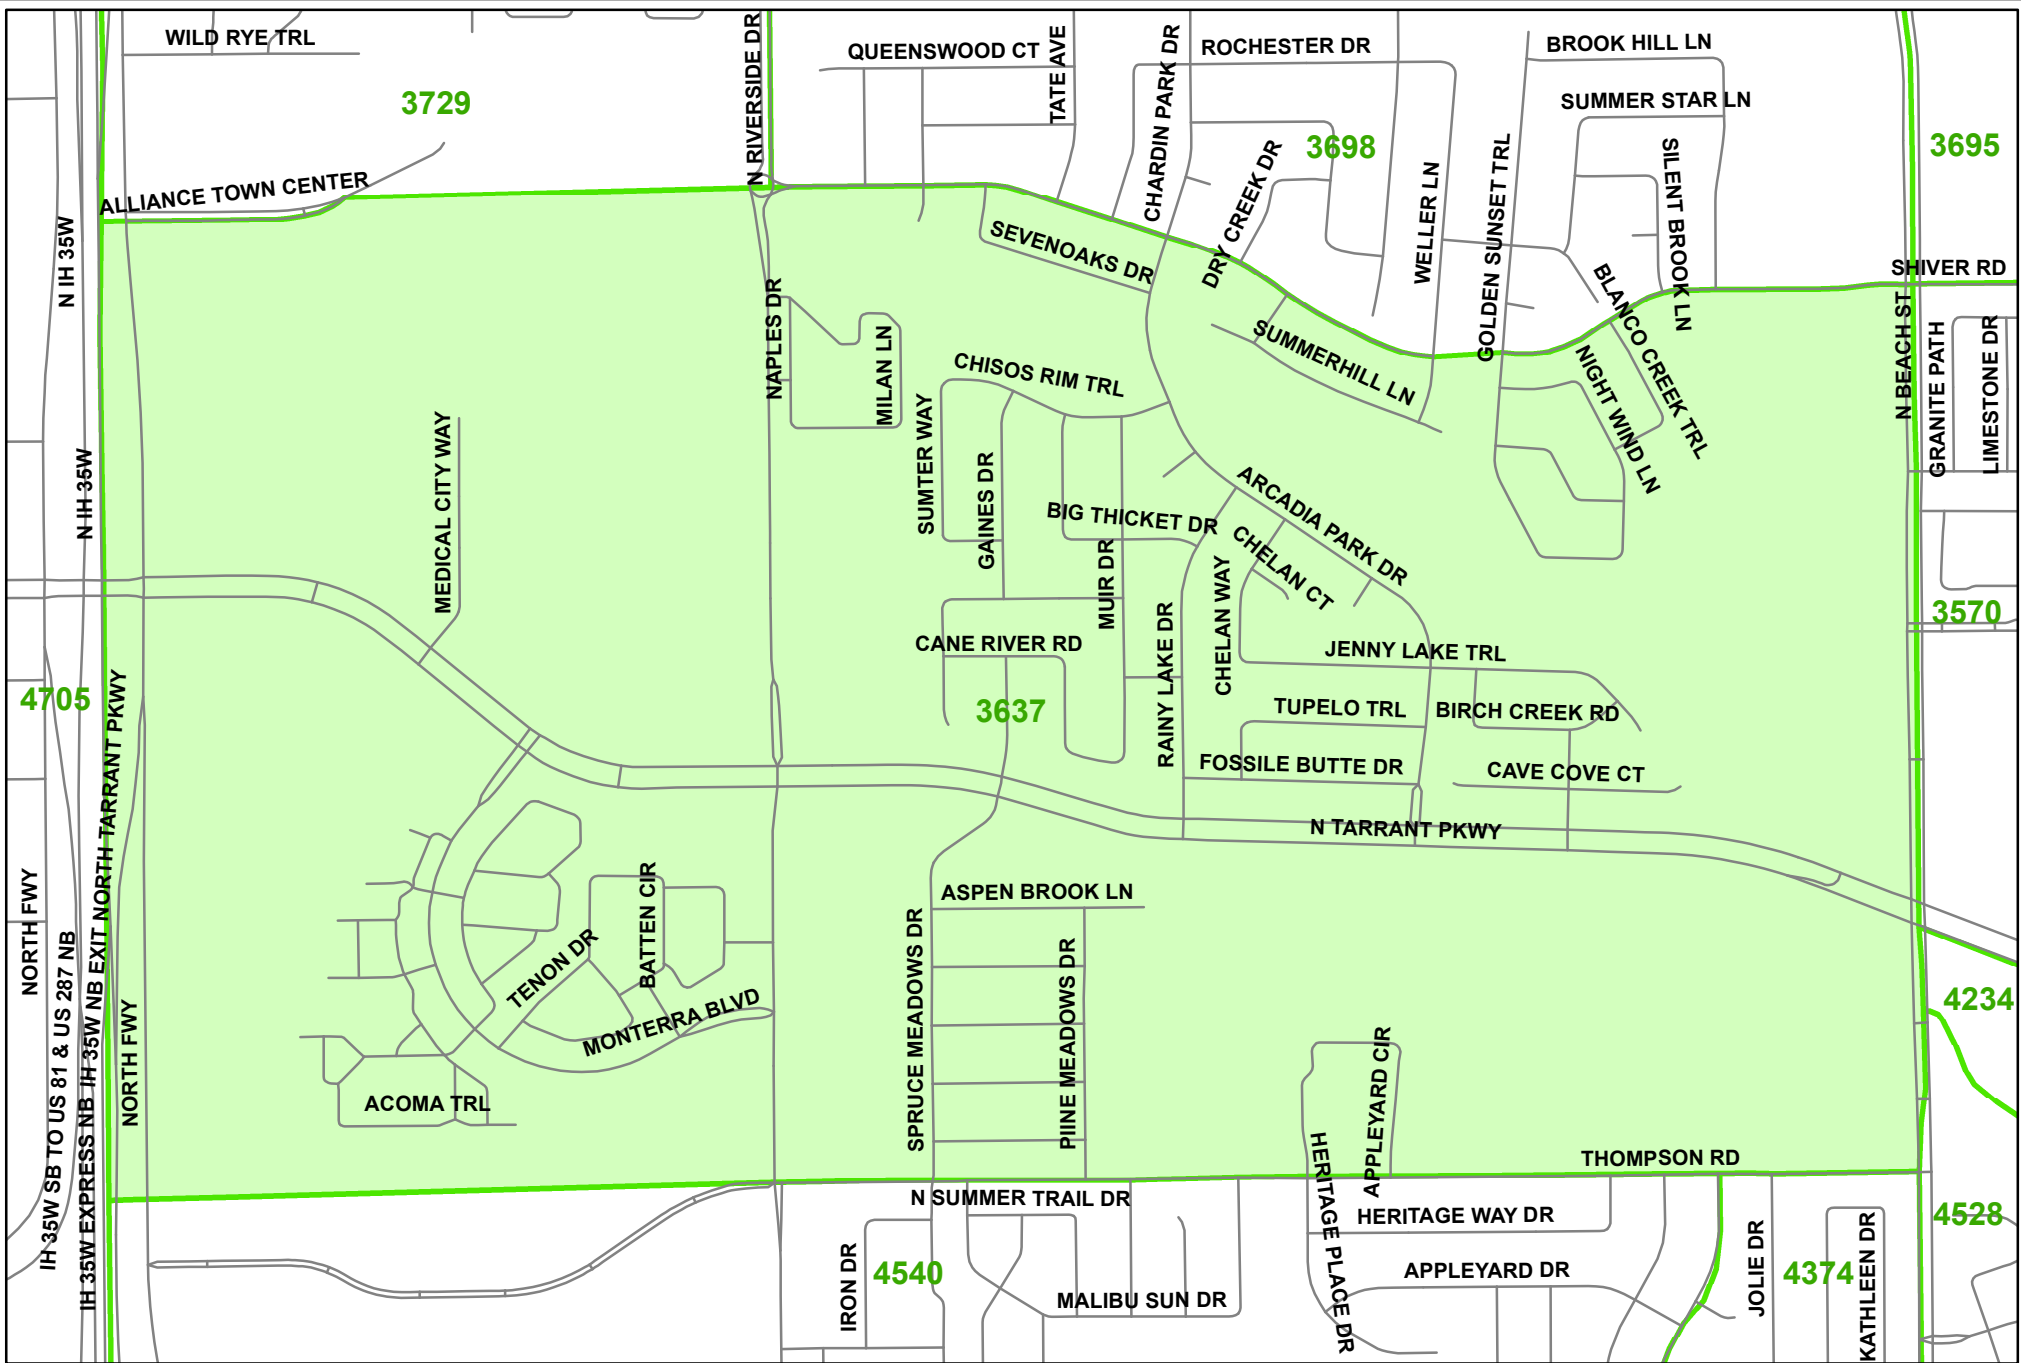 WILD RYE TRL
N RIVERSIDE DR
QUEENSWOOD CT
TATE AVE
CHARDIN PARK DR
ROCHESTER DR
BROOK HILL LN
SUMMER STAR LN
3729
3698
3695
ALLIANCE TOWN CENTER
DRY CREEK DR
WELLER LN
GOLDEN SUNSET TRL
SILENT BROOK LN
N IH 35W
SEVENOAKS DR
BLANCO CREEK TRL
SHIVER RD
NAPLES DR
MILAN LN
CHISOS RIM TRL
SUMMERHILL LN
NIGHT WIND LN
N BEACH ST
GRANITE PATH
LIMESTONE DR
N IH 35W
MEDICAL CITY WAY
SUMTER WAY
GAINES DR
BIG THICKET DR
ARCADIA PARK DR
MUIR DR
CHELAN CT
CHELAN WAY
3570
CANE RIVER RD
RAINY LAKE DR
JENNY LAKE TRL
4705
3637
TUPELO TRL
BIRCH CREEK RD
FOSSILE BUTTE DR
CAVE COVE CT
N TARRANT PKWY
NORTH FWY
IH 35W SB TO US 81 & US 287 NB
IH 35W EXPRESS NB
IH 35W NB EXIT NORTH TARRANT PKWY
NORTH FWY
BATTEN CIR
TENON DR
MONTERRA BLVD
ASPEN BROOK LN
SPRUCE MEADOWS DR
PIINE MEADOWS DR
4234
ACOMA TRL
APPLEYARD CIR
HERITAGE PLACE DR
THOMPSON RD
N SUMMER TRAIL DR
HERITAGE WAY DR
4528
IRON DR
4540
MALIBU SUN DR
APPLEYARD DR
JOLIE DR
4374
KATHLEEN DR